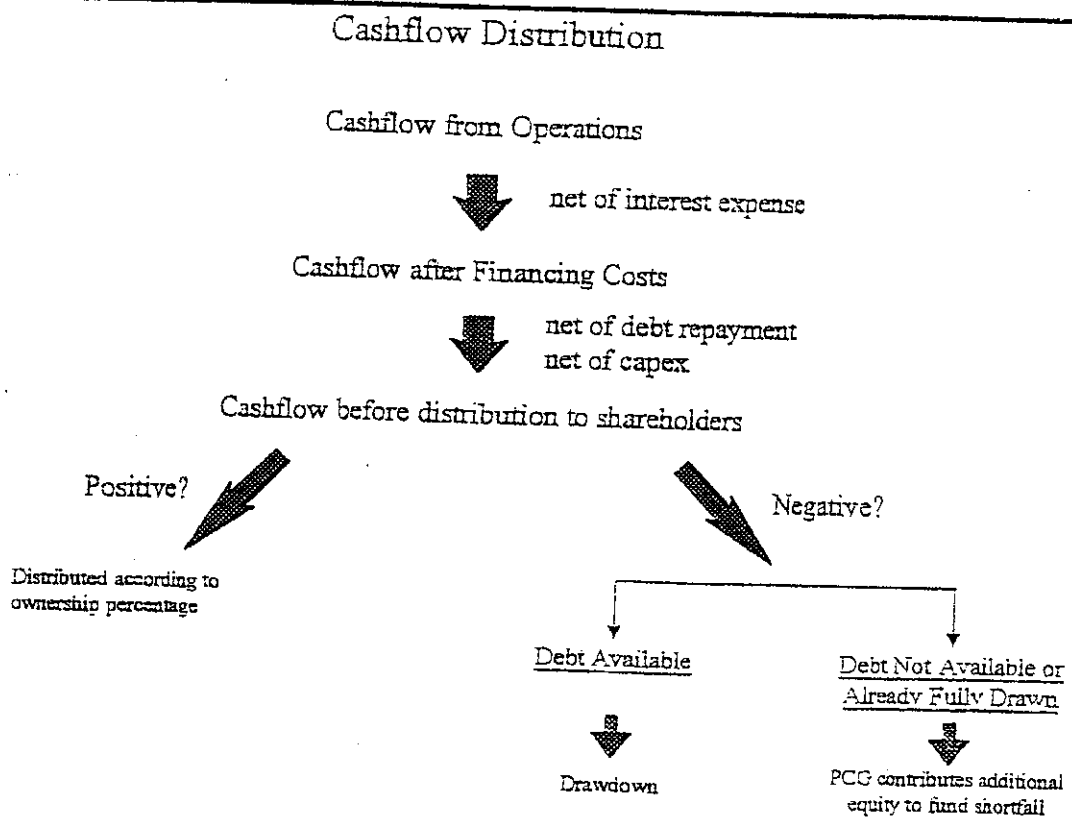 Cashflow Distribution
Cashflow from Operations
net of interest expense
Cashflow after Financing Costs
net of debt repayment
net of capex
Cashflow before distribution to shareholders
Positive?
Negative?
Distributed according to
ownership percentage
Debt Available
Debt Not Available or
Already Fully Drawn
Drawdown
PCG contributes additional
equity to fund shortfall